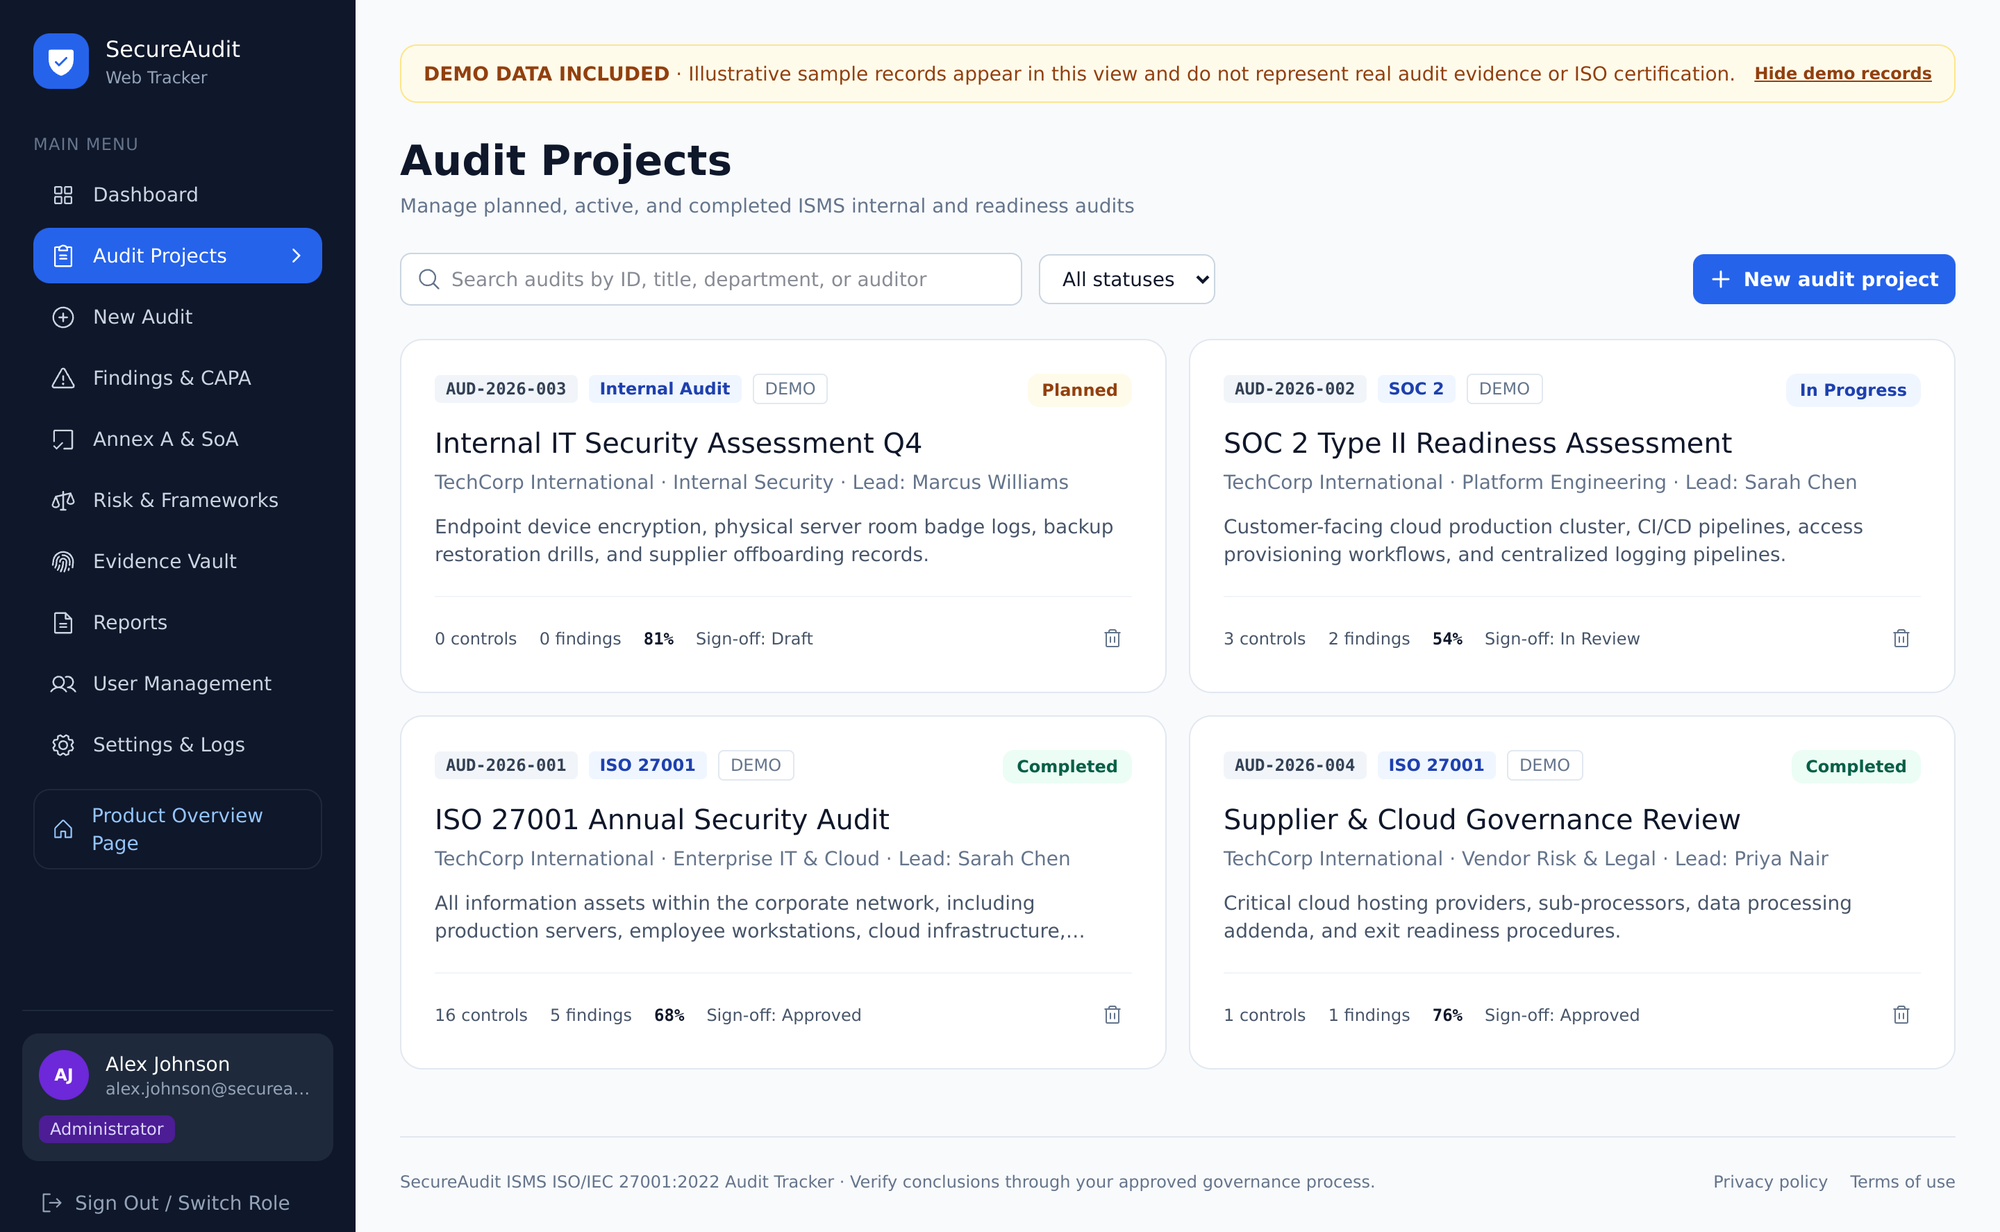 SecureAudit
Web Tracker
MAIN MENU
Dashboard
Audit Projects
New Audit
Findings & CAPA
Annex A & SoA
Risk & Frameworks
Evidence Vault
Reports
User Management
Settings & Logs
Product Overview
Page
AJ
Alex Johnson
alex.johnson@securea...
Administrator
Sign Out / Switch Role
DEMO DATA INCLUDED · Illustrative sample records appear in this view and do not represent real audit evidence or ISO certification. Hide demo records
Audit Projects
Manage planned, active, and completed ISMS internal and readiness audits
Search audits by ID, title, department, or auditor
All statuses
New audit project
AUD-2026-003 Internal Audit DEMO Planned
Internal IT Security Assessment Q4
TechCorp International · Internal Security · Lead: Marcus Williams
Endpoint device encryption, physical server room badge logs, backup
restoration drills, and supplier offboarding records.
0 controls 0 findings 81% Sign-off: Draft
AUD-2026-002 SOC 2 DEMO In Progress
SOC 2 Type II Readiness Assessment
TechCorp International · Platform Engineering · Lead: Sarah Chen
Customer-facing cloud production cluster, CI/CD pipelines, access
provisioning workflows, and centralized logging pipelines.
3 controls 2 findings 54% Sign-off: In Review
AUD-2026-001 ISO 27001 DEMO Completed
ISO 27001 Annual Security Audit
TechCorp International · Enterprise IT & Cloud · Lead: Sarah Chen
All information assets within the corporate network, including
production servers, employee workstations, cloud infrastructure,...
16 controls 5 findings 68% Sign-off: Approved
AUD-2026-004 ISO 27001 DEMO Completed
Supplier & Cloud Governance Review
TechCorp International · Vendor Risk & Legal · Lead: Priya Nair
Critical cloud hosting providers, sub-processors, data processing
addenda, and exit readiness procedures.
1 controls 1 findings 76% Sign-off: Approved
SecureAudit ISMS ISO/IEC 27001:2022 Audit Tracker · Verify conclusions through your approved governance process.
Privacy policy Terms of use